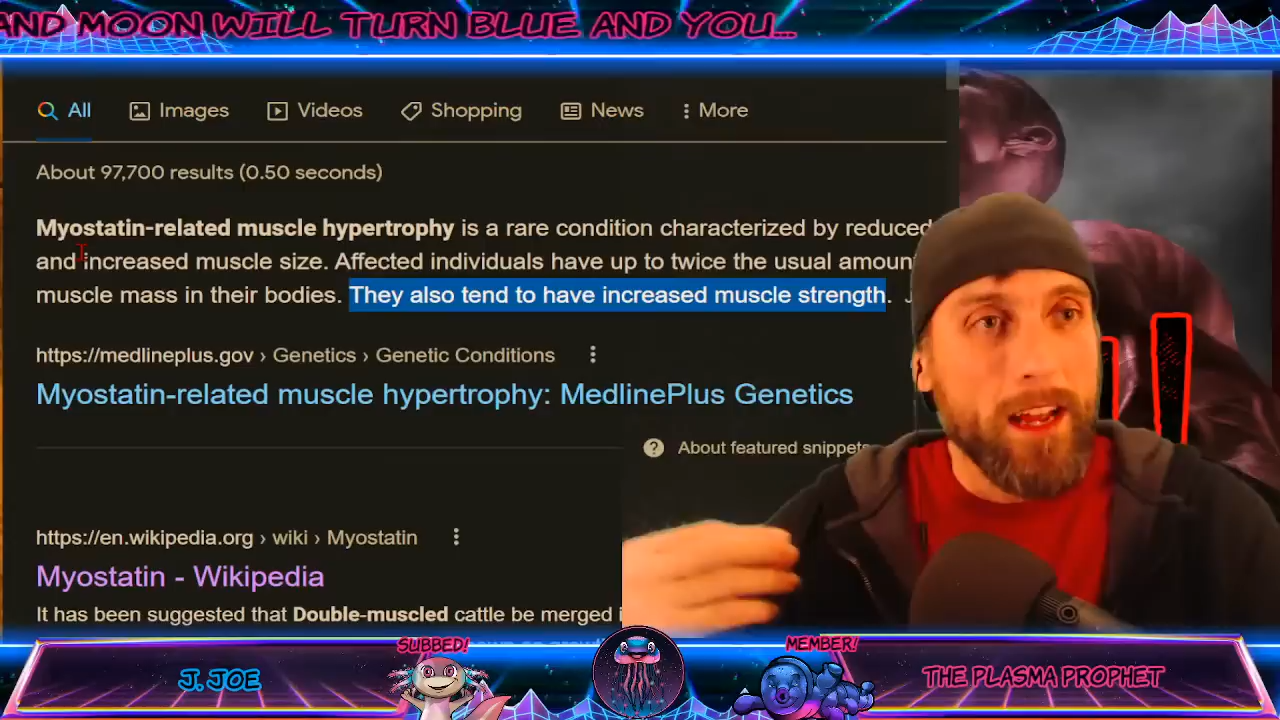 AND MOON WILL TURN BLUE AND YOU...
All Images Videos Shopping News More
About 97,700 results (0.50 seconds)
Myostatin-related muscle hypertrophy is a rare condition characterized by reduced
and increased muscle size. Affected individuals have up to twice the usual amoun
muscle mass in their bodies. They also tend to have increased muscle strength.
https://medlineplus.gov › Genetics › Genetic Conditions
Myostatin-related muscle hypertrophy: MedlinePlus Genetics
About featured snippets
https://en.wikipedia.org › wiki › Myostatin
Myostatin - Wikipedia
It has been suggested that Double-muscled cattle be merged i
SUBBED!
J. JOE
MEMBER!
THE PLASMA PROPHET